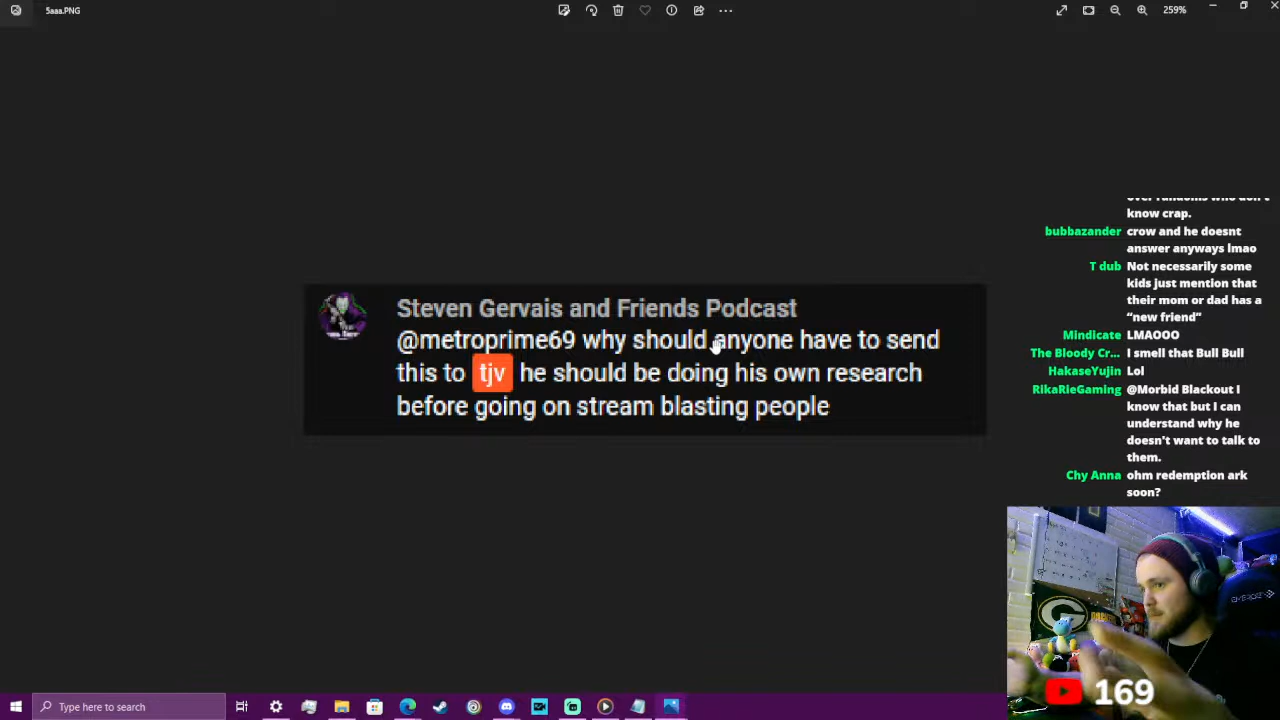 5aaa.PNG
259%
Steven Gervais and Friends Podcast
@metroprime69 why should anyone have to send
this to tjv he should be doing his own research
before going on stream blasting people
know crap.
bubbazander crow and he doesnt
answer anyways lmao
T dub Not necessarily some
kids just mention that
their mom or dad has a
“new friend”
Mindicate LMAOOO
The Bloody Cr... I smell that Bull Bull
HakaseYujin Lol
RikaRieGaming @Morbid Blackout I
know that but I can
understand why he
doesn't want to talk to
them.
Chy Anna ohm redemption ark
soon?
169
Type here to search